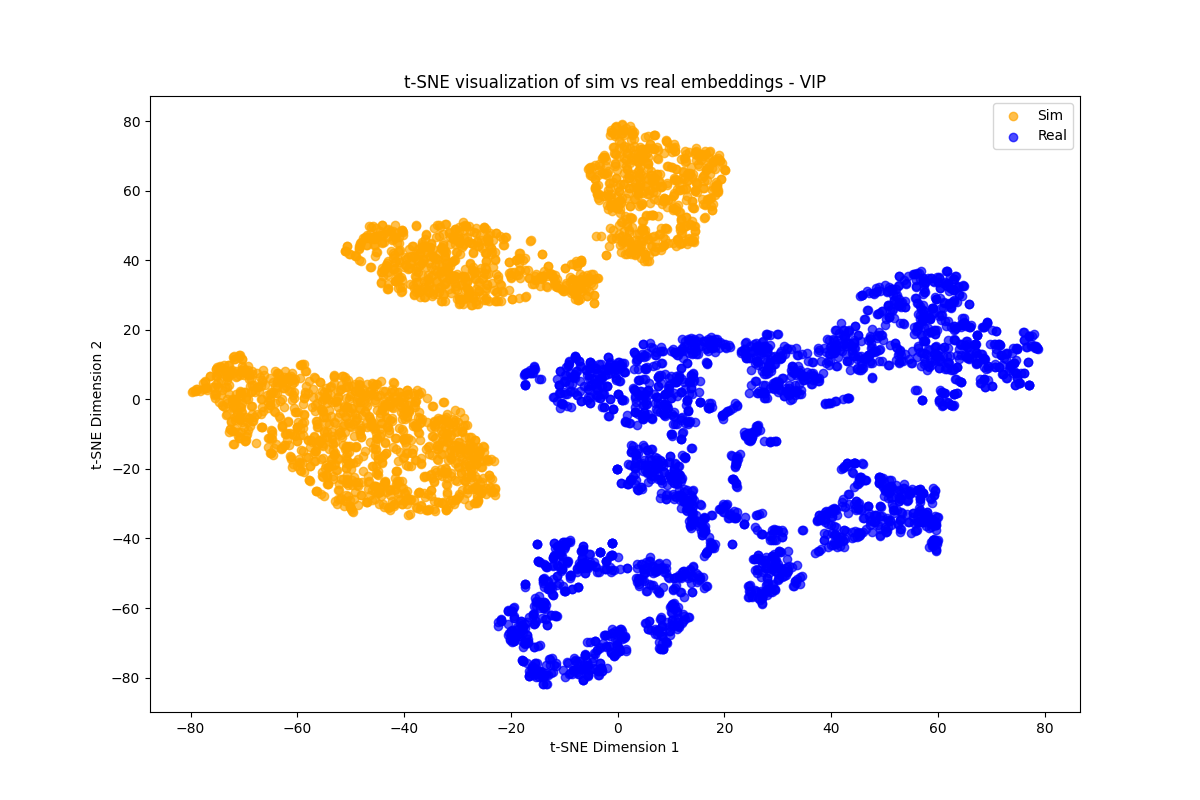 t-SNE visualization of sim vs real embeddings - VIP
Sim
Real
80
60
40
20
0
−20
−40
−60
−80
t-SNE Dimension 2
−80 −60 −40 −20 0 20 40 60 80
t-SNE Dimension 1